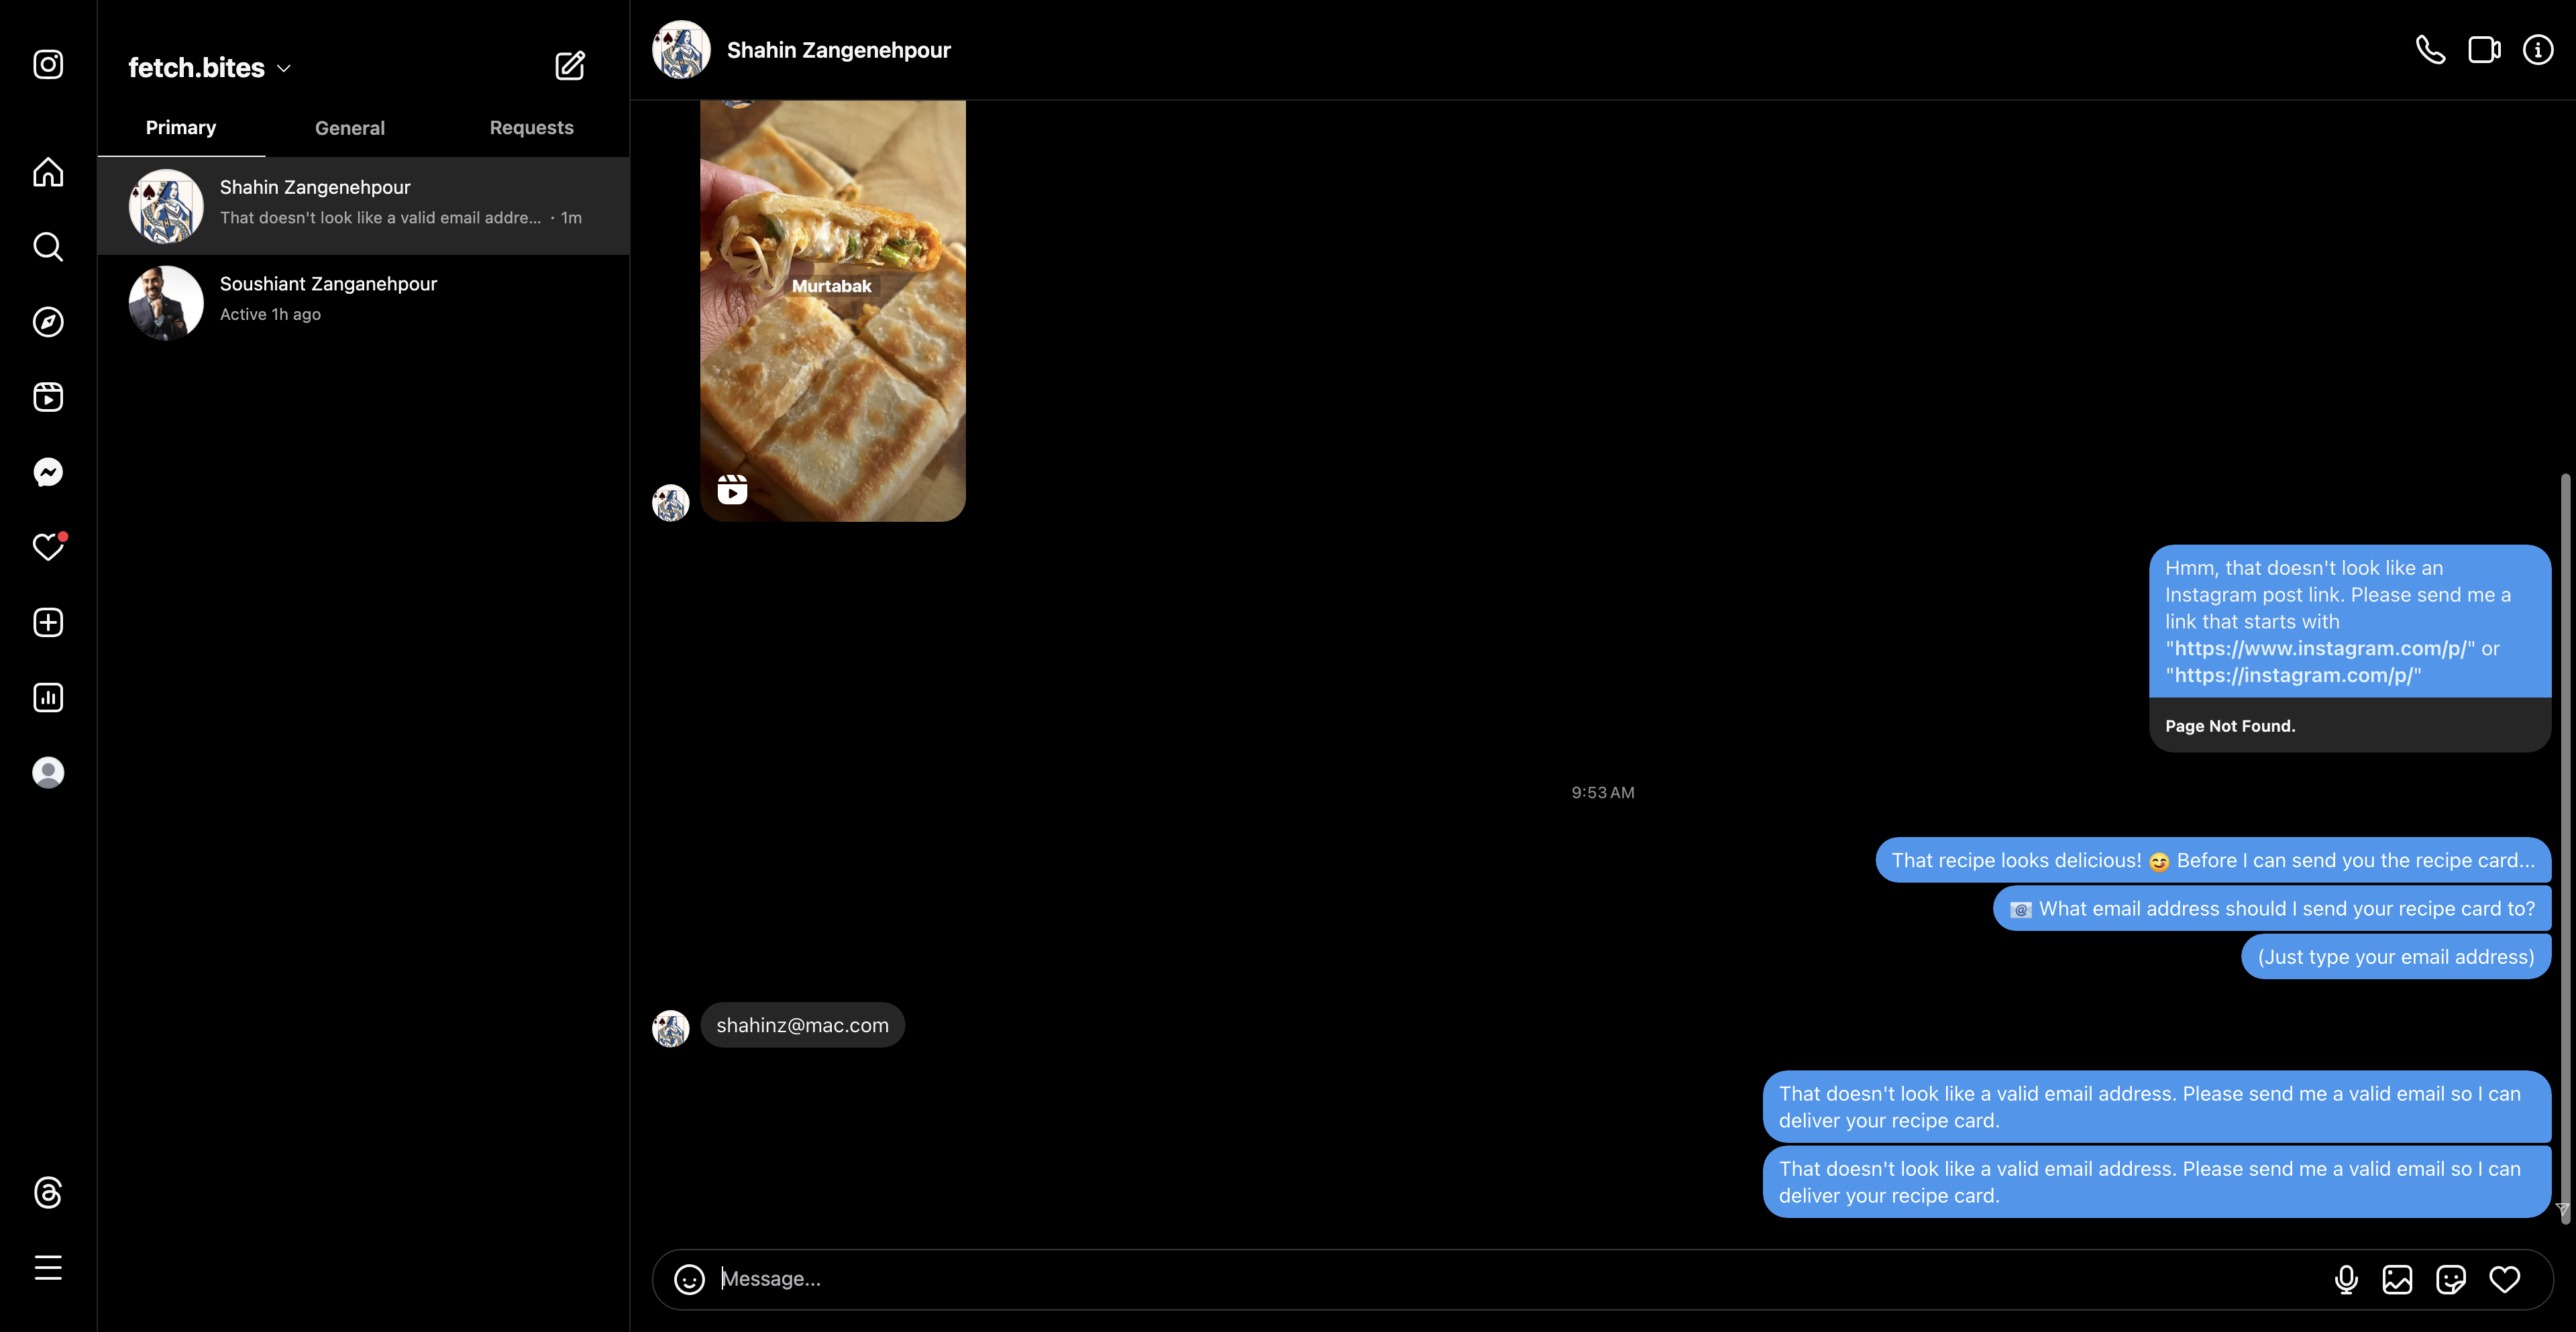 fetch.bites
Primary
General
Requests
Shahin Zangenehpour
That doesn't look like a valid email addre... · 1m
Soushiant Zanganehpour
Active 1h ago
Shahin Zangenehpour
Murtabak
Hmm, that doesn't look like an
Instagram post link. Please send me a
link that starts with
"https://www.instagram.com/p/" or
"https://instagram.com/p/"
Page Not Found.
9:53 AM
That recipe looks delicious! 😋 Before I can send you the recipe card...
📧 What email address should I send your recipe card to?
(Just type your email address)
shahinz@mac.com
That doesn't look like a valid email address. Please send me a valid email so I can
deliver your recipe card.
That doesn't look like a valid email address. Please send me a valid email so I can
deliver your recipe card.
Message...